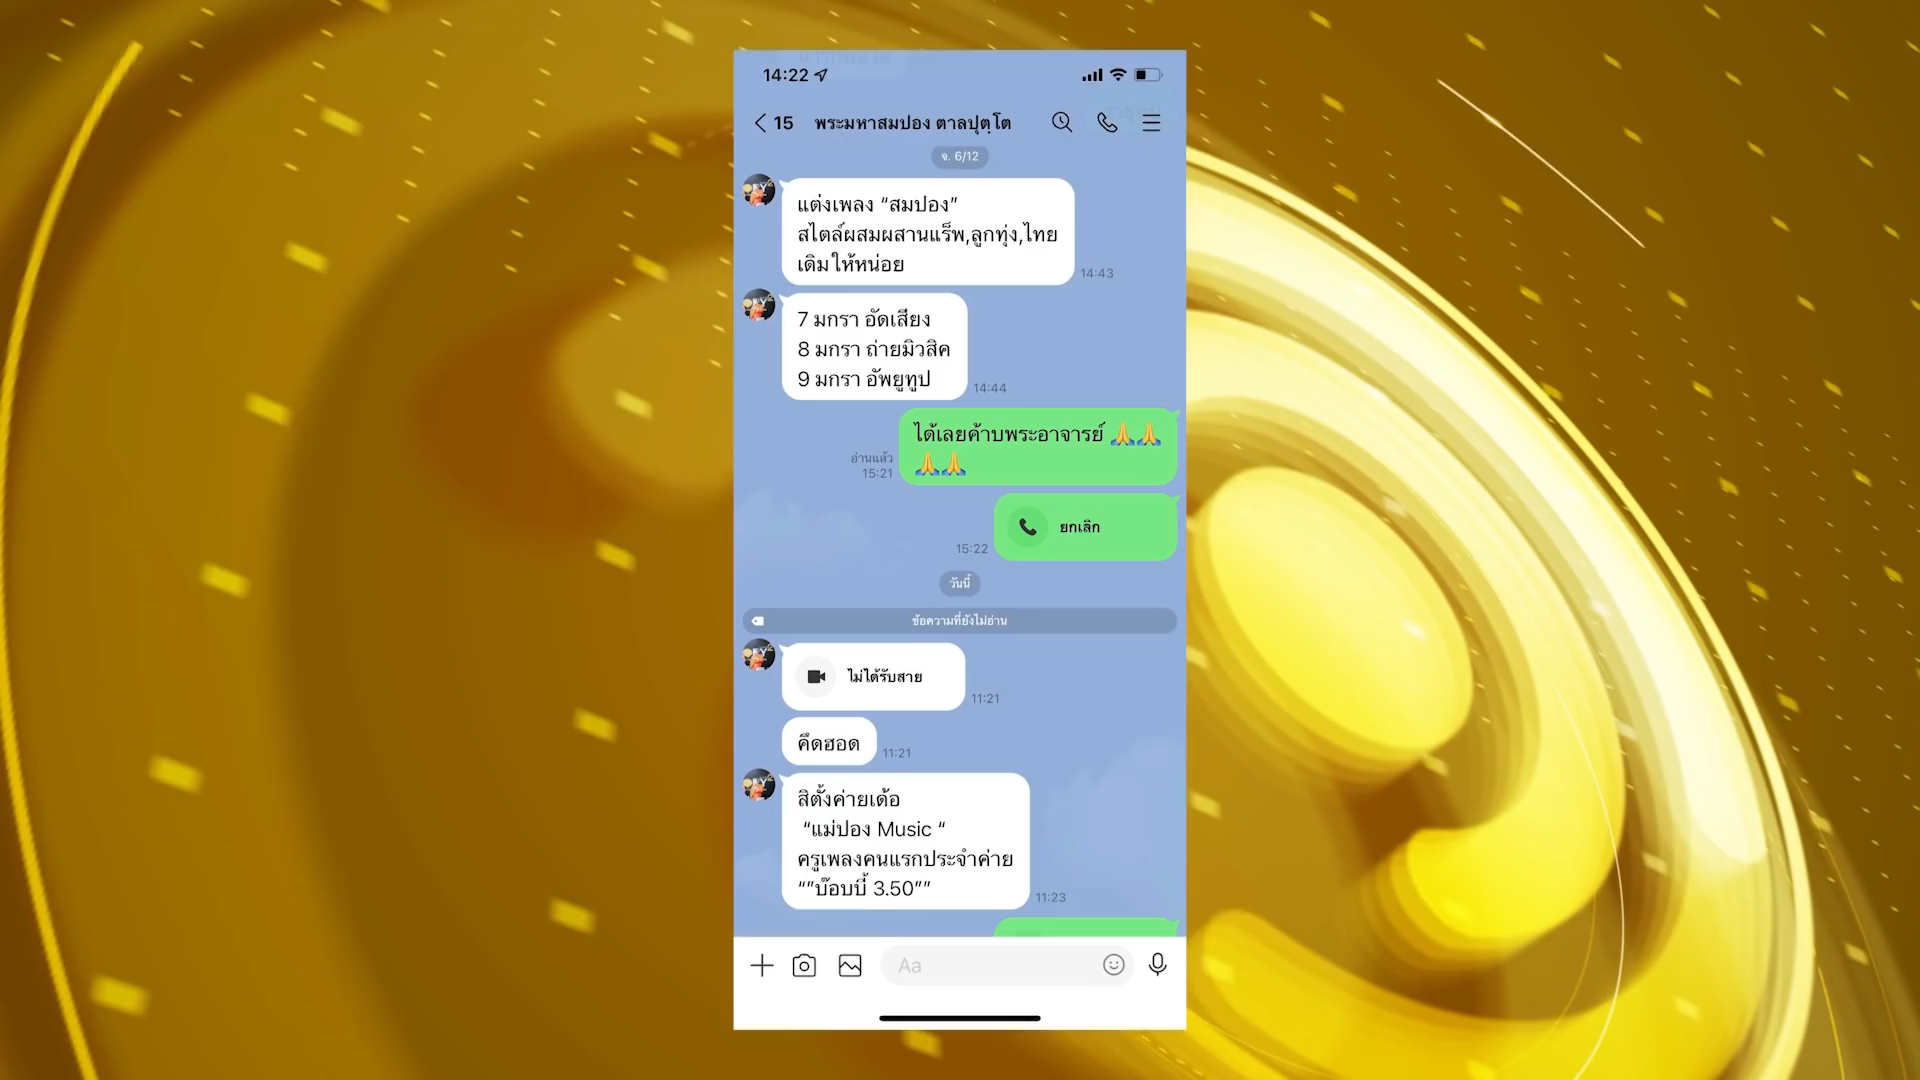 14:22
15 พระมหาสมปอง ตาลปุตฺโต
จ. 6/12
แต่งเพลง “สมปอง”
สไตล์ผสมผสานแร็พ,ลูกทุ่ง,ไทย
เดิมให้หน่อย
14:43
7 มกรา อัดเสียง
8 มกรา ถ่ายมิวสิค
9 มกรา อัพยูทูป
14:44
ได้เลยค้าบพระอาจารย์ 🙏🙏
🙏🙏
อ่านแล้ว
15:21
ยกเลิก
15:22
วันนี้
ข้อความที่ยังไม่อ่าน
ไม่ได้รับสาย
11:21
คึดฮอด
11:21
สิตั้งค่ายเด้อ
“แม่ปอง Music “
ครูเพลงคนแรกประจำค่าย
“”บ๊อบบี้ 3.50””
11:23
Aa